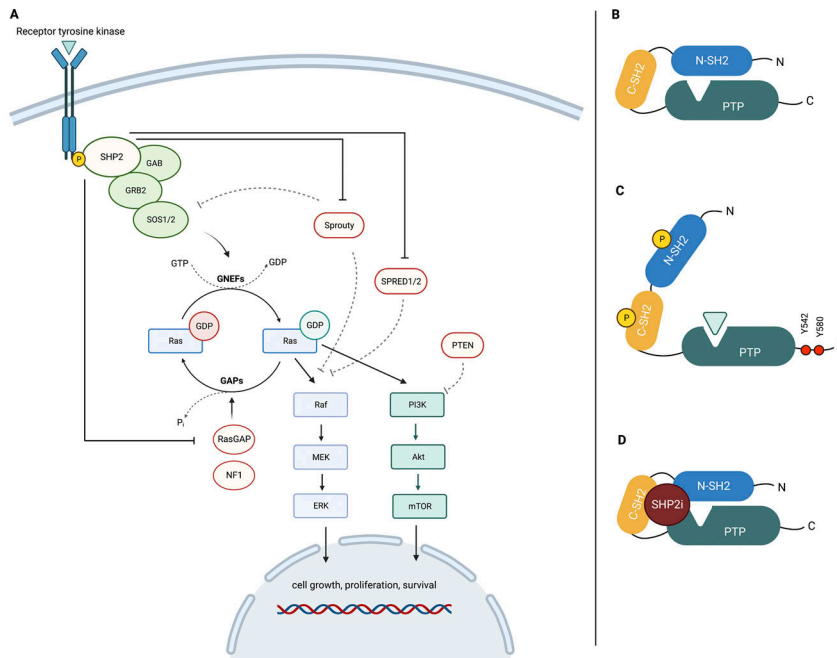 A
Receptor tyrosine kinase
P
SHP2
GAB
GRB2
SOS1/2
Sprouty
SPRED1/2
GTP
GDP
GNEFs
Ras
GDP
Ras
GDP
GAPs
Pi
RasGAP
NF1
PTEN
Raf
PI3K
MEK
Akt
ERK
mTOR
cell growth, proliferation, survival
B
C-SH2
N-SH2
N
PTP
C
C
P
N-SH2
N
P
C-SH2
PTP
Y542
Y580
D
C-SH2
N-SH2
N
SHP2i
PTP
C